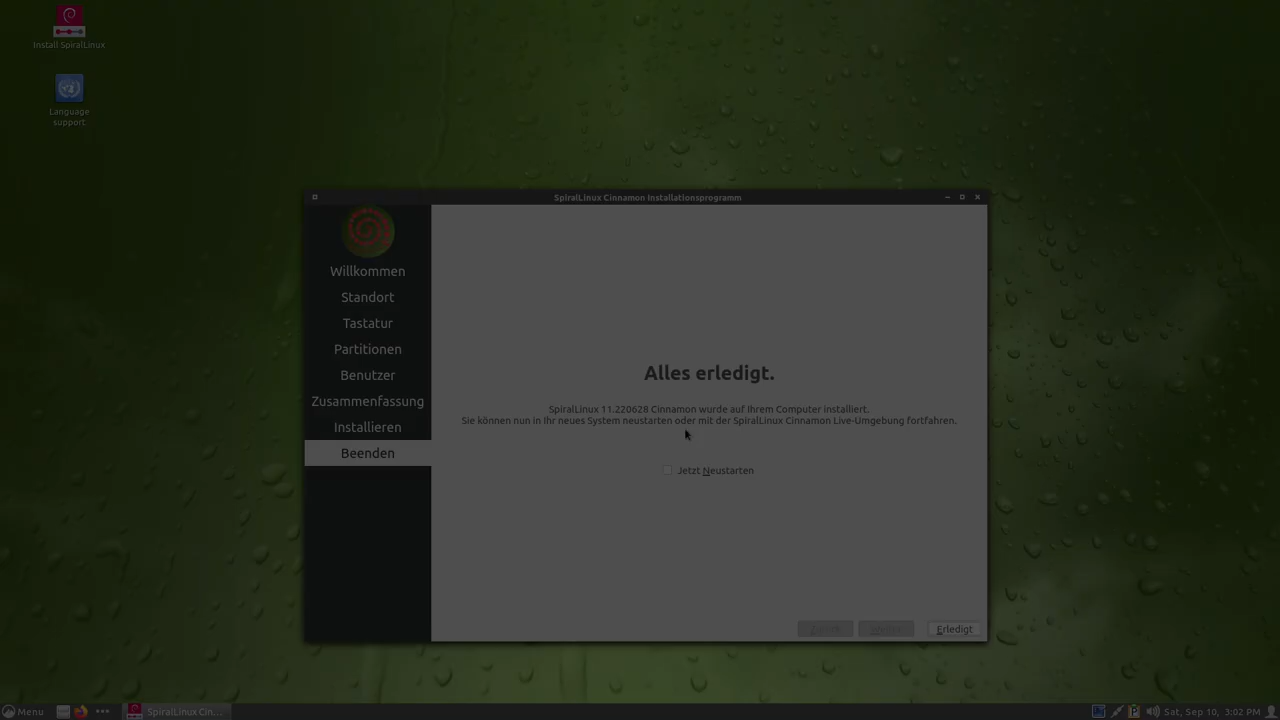 Install SpiralLinux
Language
support
SpiralLinux Cinnamon Installationsprogramm
Willkommen
Standort
Tastatur
Partitionen
Benutzer
Zusammenfassung
Installieren
Beenden
Alles erledigt.
SpiralLinux 11.220628 Cinnamon wurde auf Ihrem Computer installiert.
Sie können nun in Ihr neues System neustarten oder mit der SpiralLinux Cinnamon Live-Umgebung fortfahren.
Jetzt Neustarten
Erledigt
Menu
SpiralLinux Cin...
Sat, Sep 10, 3:02 PM